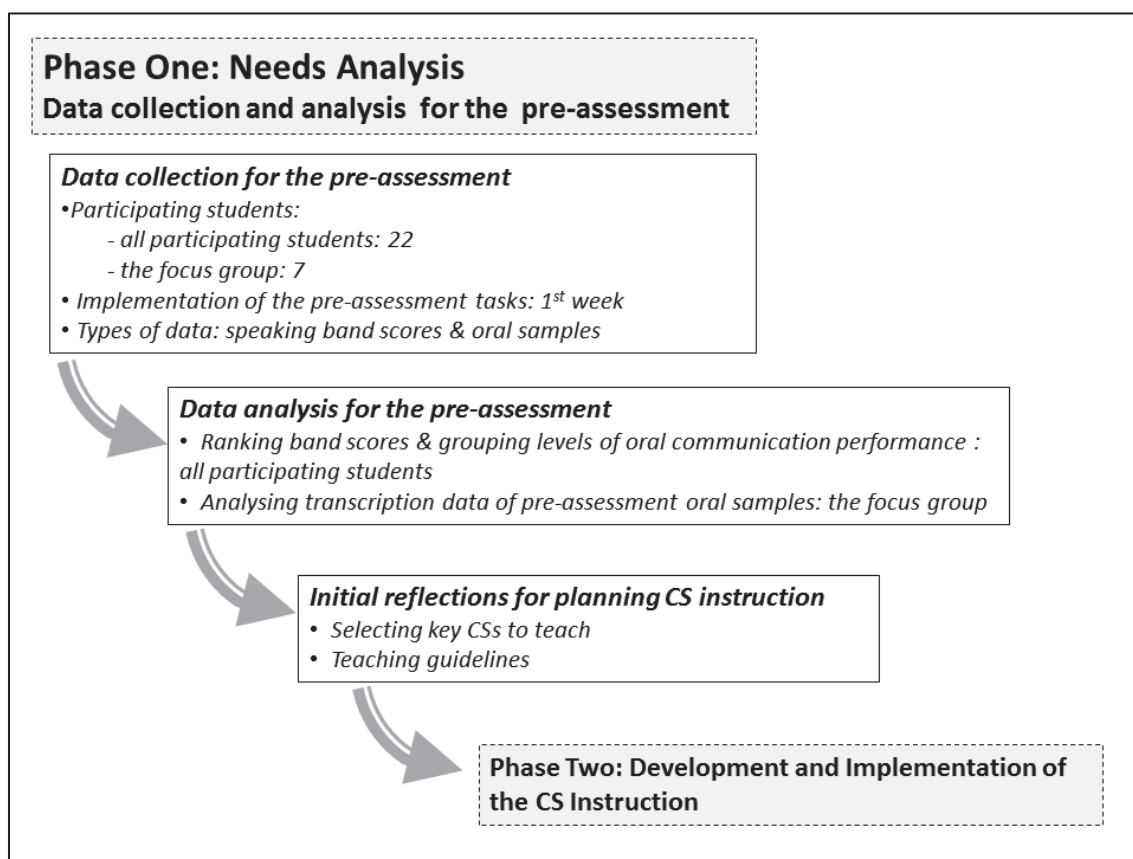 Phase One: Needs Analysis
Data collection and analysis for the pre-assessment
Data collection for the pre-assessment
•Participating students:
- all participating students: 22
- the focus group: 7
• Implementation of the pre-assessment tasks: 1st week
• Types of data: speaking band scores & oral samples
Data analysis for the pre-assessment
• Ranking band scores & grouping levels of oral communication performance :
all participating students
• Analysing transcription data of pre-assessment oral samples: the focus group
Initial reflections for planning CS instruction
• Selecting key CSs to teach
• Teaching guidelines
Phase Two: Development and Implementation of
the CS Instruction